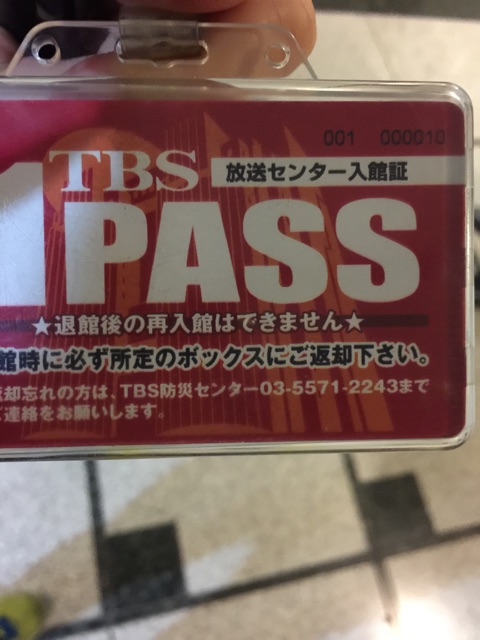 001 000010
TBS 放送センター入館証
1PASS
★退館後の再入館はできません★
館時に必ず所定のボックスにご返却下さい。
返却忘れの方は、TBS防災センター03-5571-2243まで
ご連絡をお願いします。